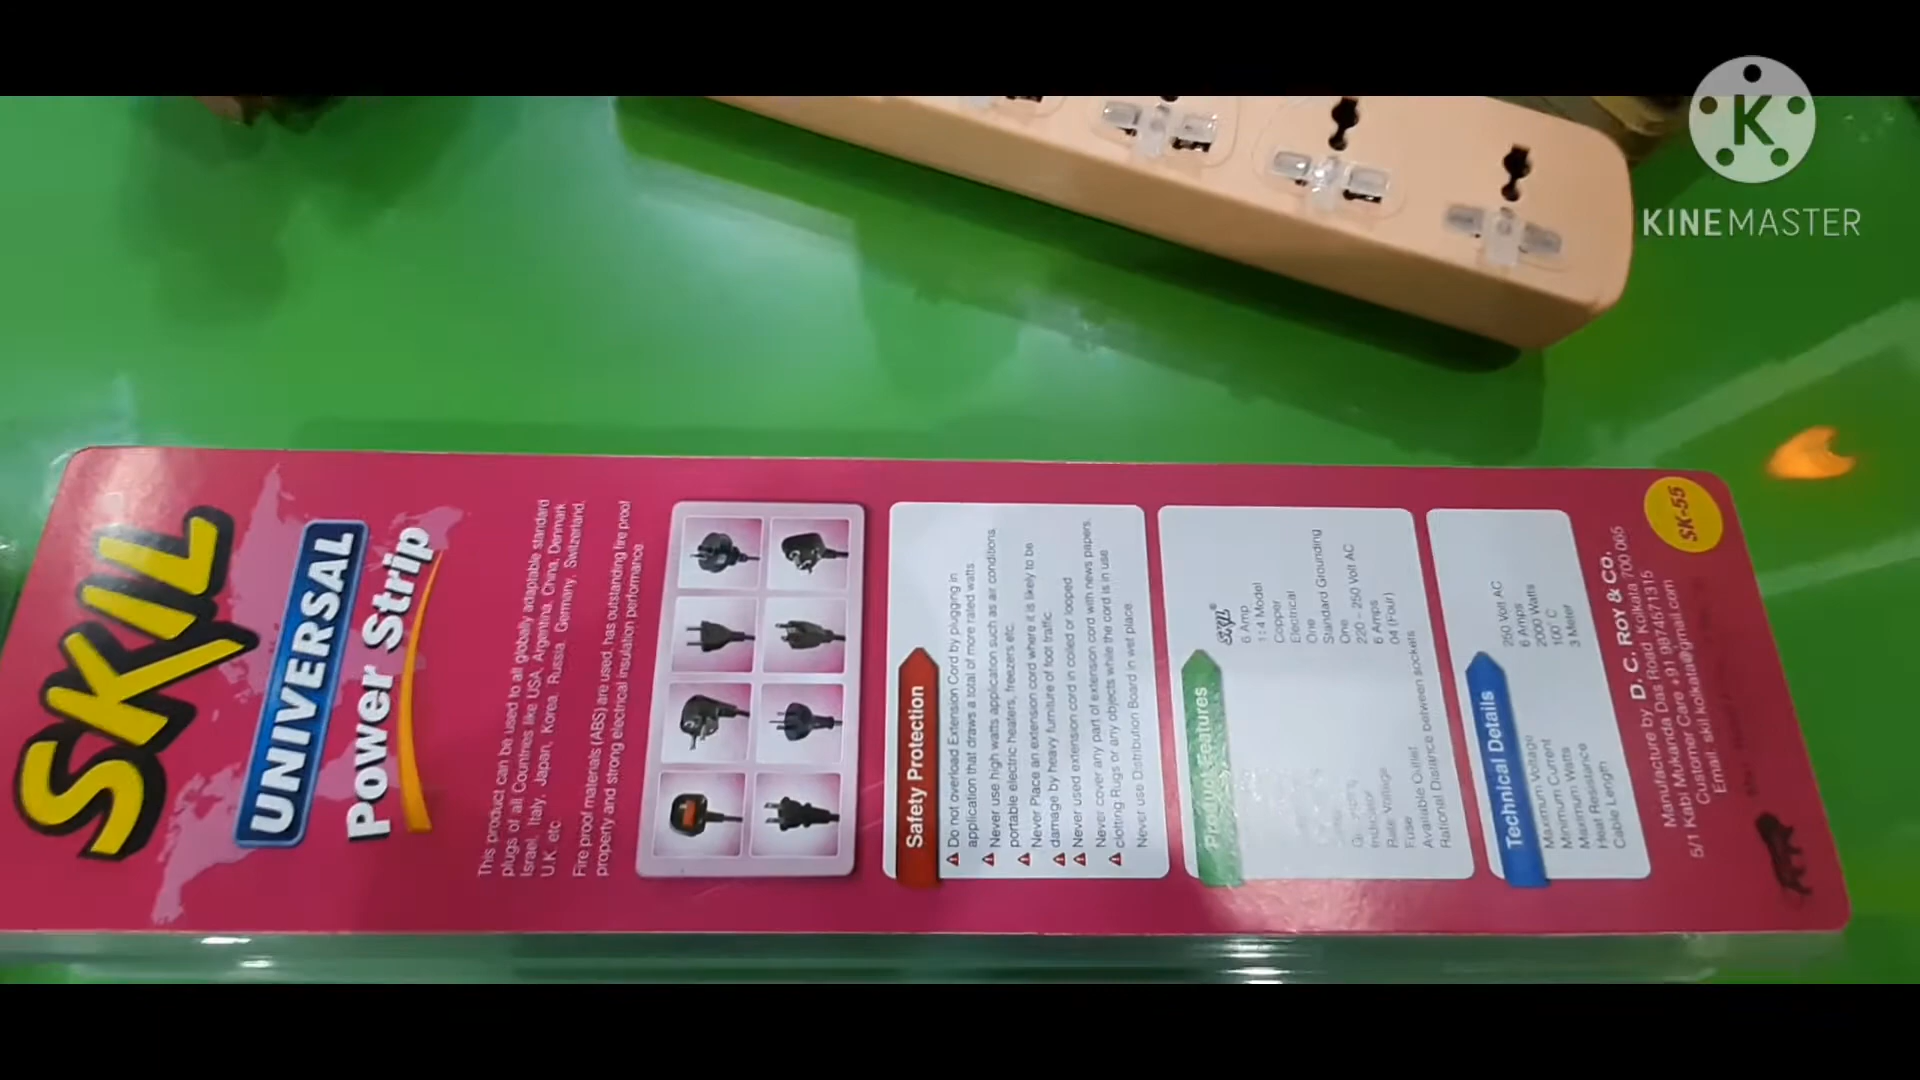 KINEMASTER
SKIL
UNIVERSAL
Power Strip
This product can be used to all globally adaptable standard
plugs of all Countries like USA, Argentina, China, Denmark
Israel, Italy, Japan, Korea, Russia, Germany, Switzerland,
U.K. etc.
Fire proof materials (ABS) are used, has outstanding fire proof
property and strong electrical insulation performance
Safety Protection
Do not overload Extension Cord by plugging in
application that draws a total of more rated watts
Never use high watts application such as air conditions
portable electric heaters, freezers etc.
Never Place an extension cord where it is likely to be
damage by heavy furniture of foot traffic
Never used extension cord in coiled or looped
Never cover any part of extension cord with news papers,
clotting Rugs or any objects while the cord is in use
Never use Distribution Board in wet place.
Product Features
6 Amp
1:4 Model
Copper
Electrical
One
Standard Grounding
Indicator One
Rate Voltage 220 - 250 Volt AC
Fuse 6 Amps
Available Outlet 04 (Four)
Rational Distance between sockets
Technical Details
Maximum Voltage 250 Volt AC
Minimum Current 6 Amps
Maximum Watts 2000 Watts
Heat Resistance 100°C
Cable Length 3 Meter
Manufacture by D. C. ROY & CO.
5/1 Kabi Mukanda Das Road, Kolkata 700 065
Customer Care +91 9874571315
Email: skil.kolkata@gmail.com
SK-55